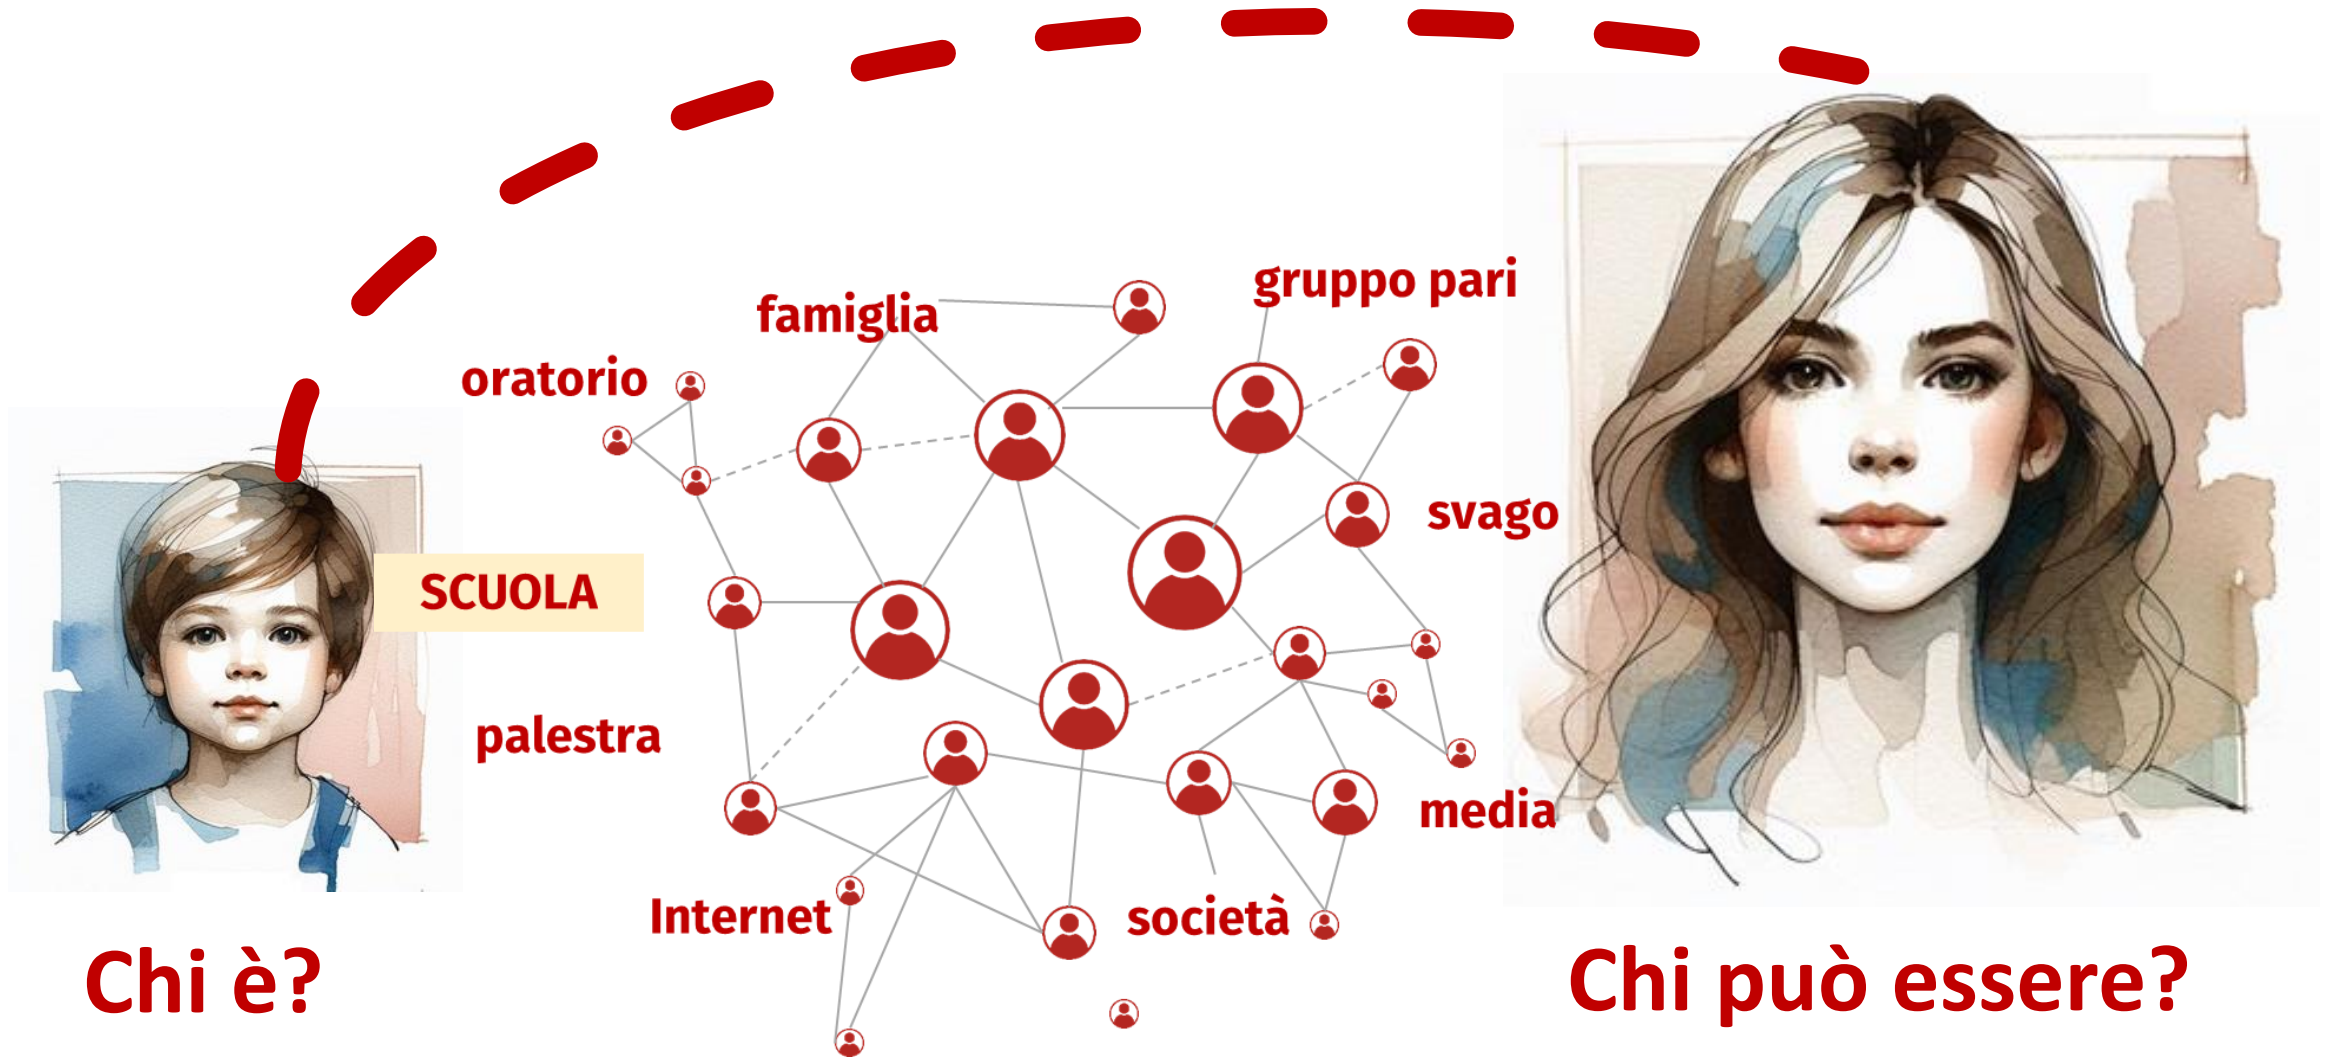 gruppo pari
famiglia
oratorio
svago
SCUOLA
palestra
media
Internet
società
Chi è?
Chi può essere?